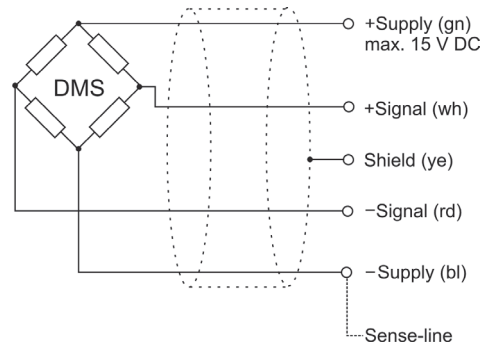 +Supply (gn)
max. 15 V DC
DMS
+Signal (wh)
Shield (ye)
−Signal (rd)
−Supply (bl)
Sense-line